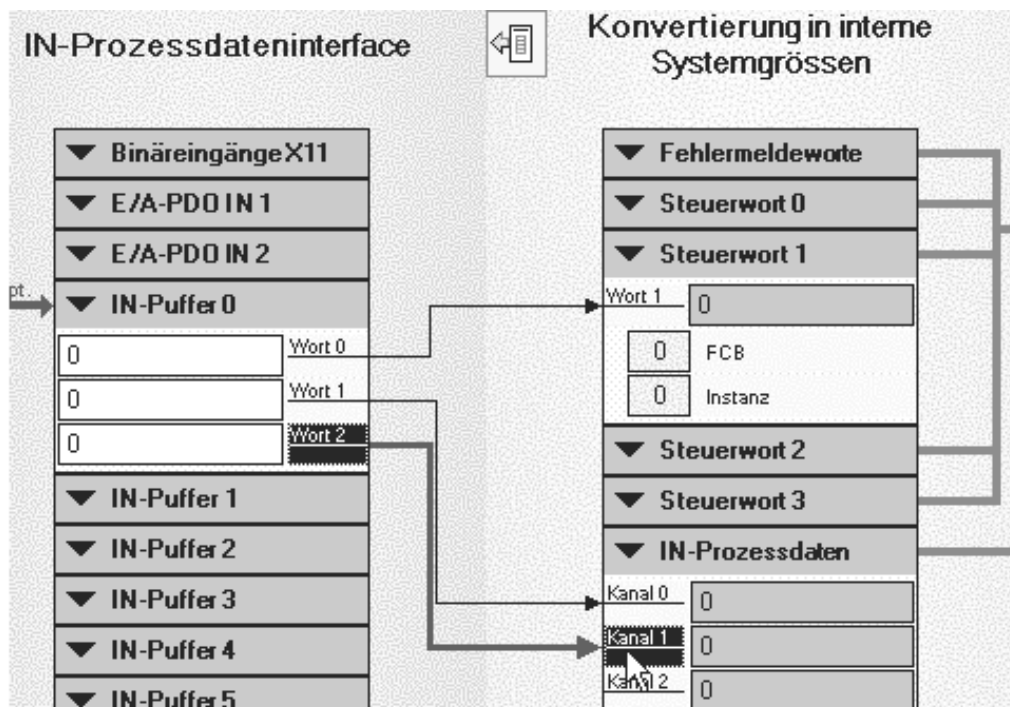 IN-Prozessdateninterface
Konvertierung in interne
Systemgrössen
Binäreingänge X11
E/A-PDO IN 1
E/A-PDO IN 2
pt.
IN-Puffer 0
0
Wort 0
0
Wort 1
0
Wort 2
IN-Puffer 1
IN-Puffer 2
IN-Puffer 3
IN-Puffer 4
IN-Puffer 5
Fehlermeldeworte
Steuerwort 0
Steuerwort 1
Wort 1
0
0
FCB
0
Instanz
Steuerwort 2
Steuerwort 3
IN-Prozessdaten
Kanal 0
0
Kanal 1
0
Kanal 2
0